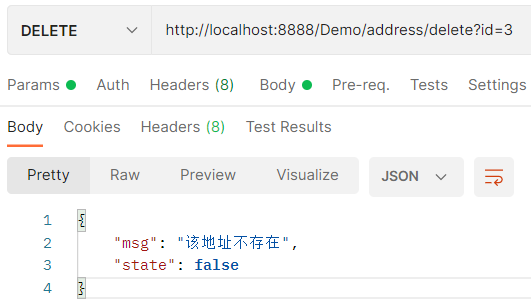 DELETE http://localhost:8888/Demo/address/delete?id=3
Params Auth Headers (8) Body Pre-req. Tests Settings
Body Cookies Headers (8) Test Results
Pretty Raw Preview Visualize JSON
1 {
2 "msg": "该地址不存在",
3 "state": false
4 }